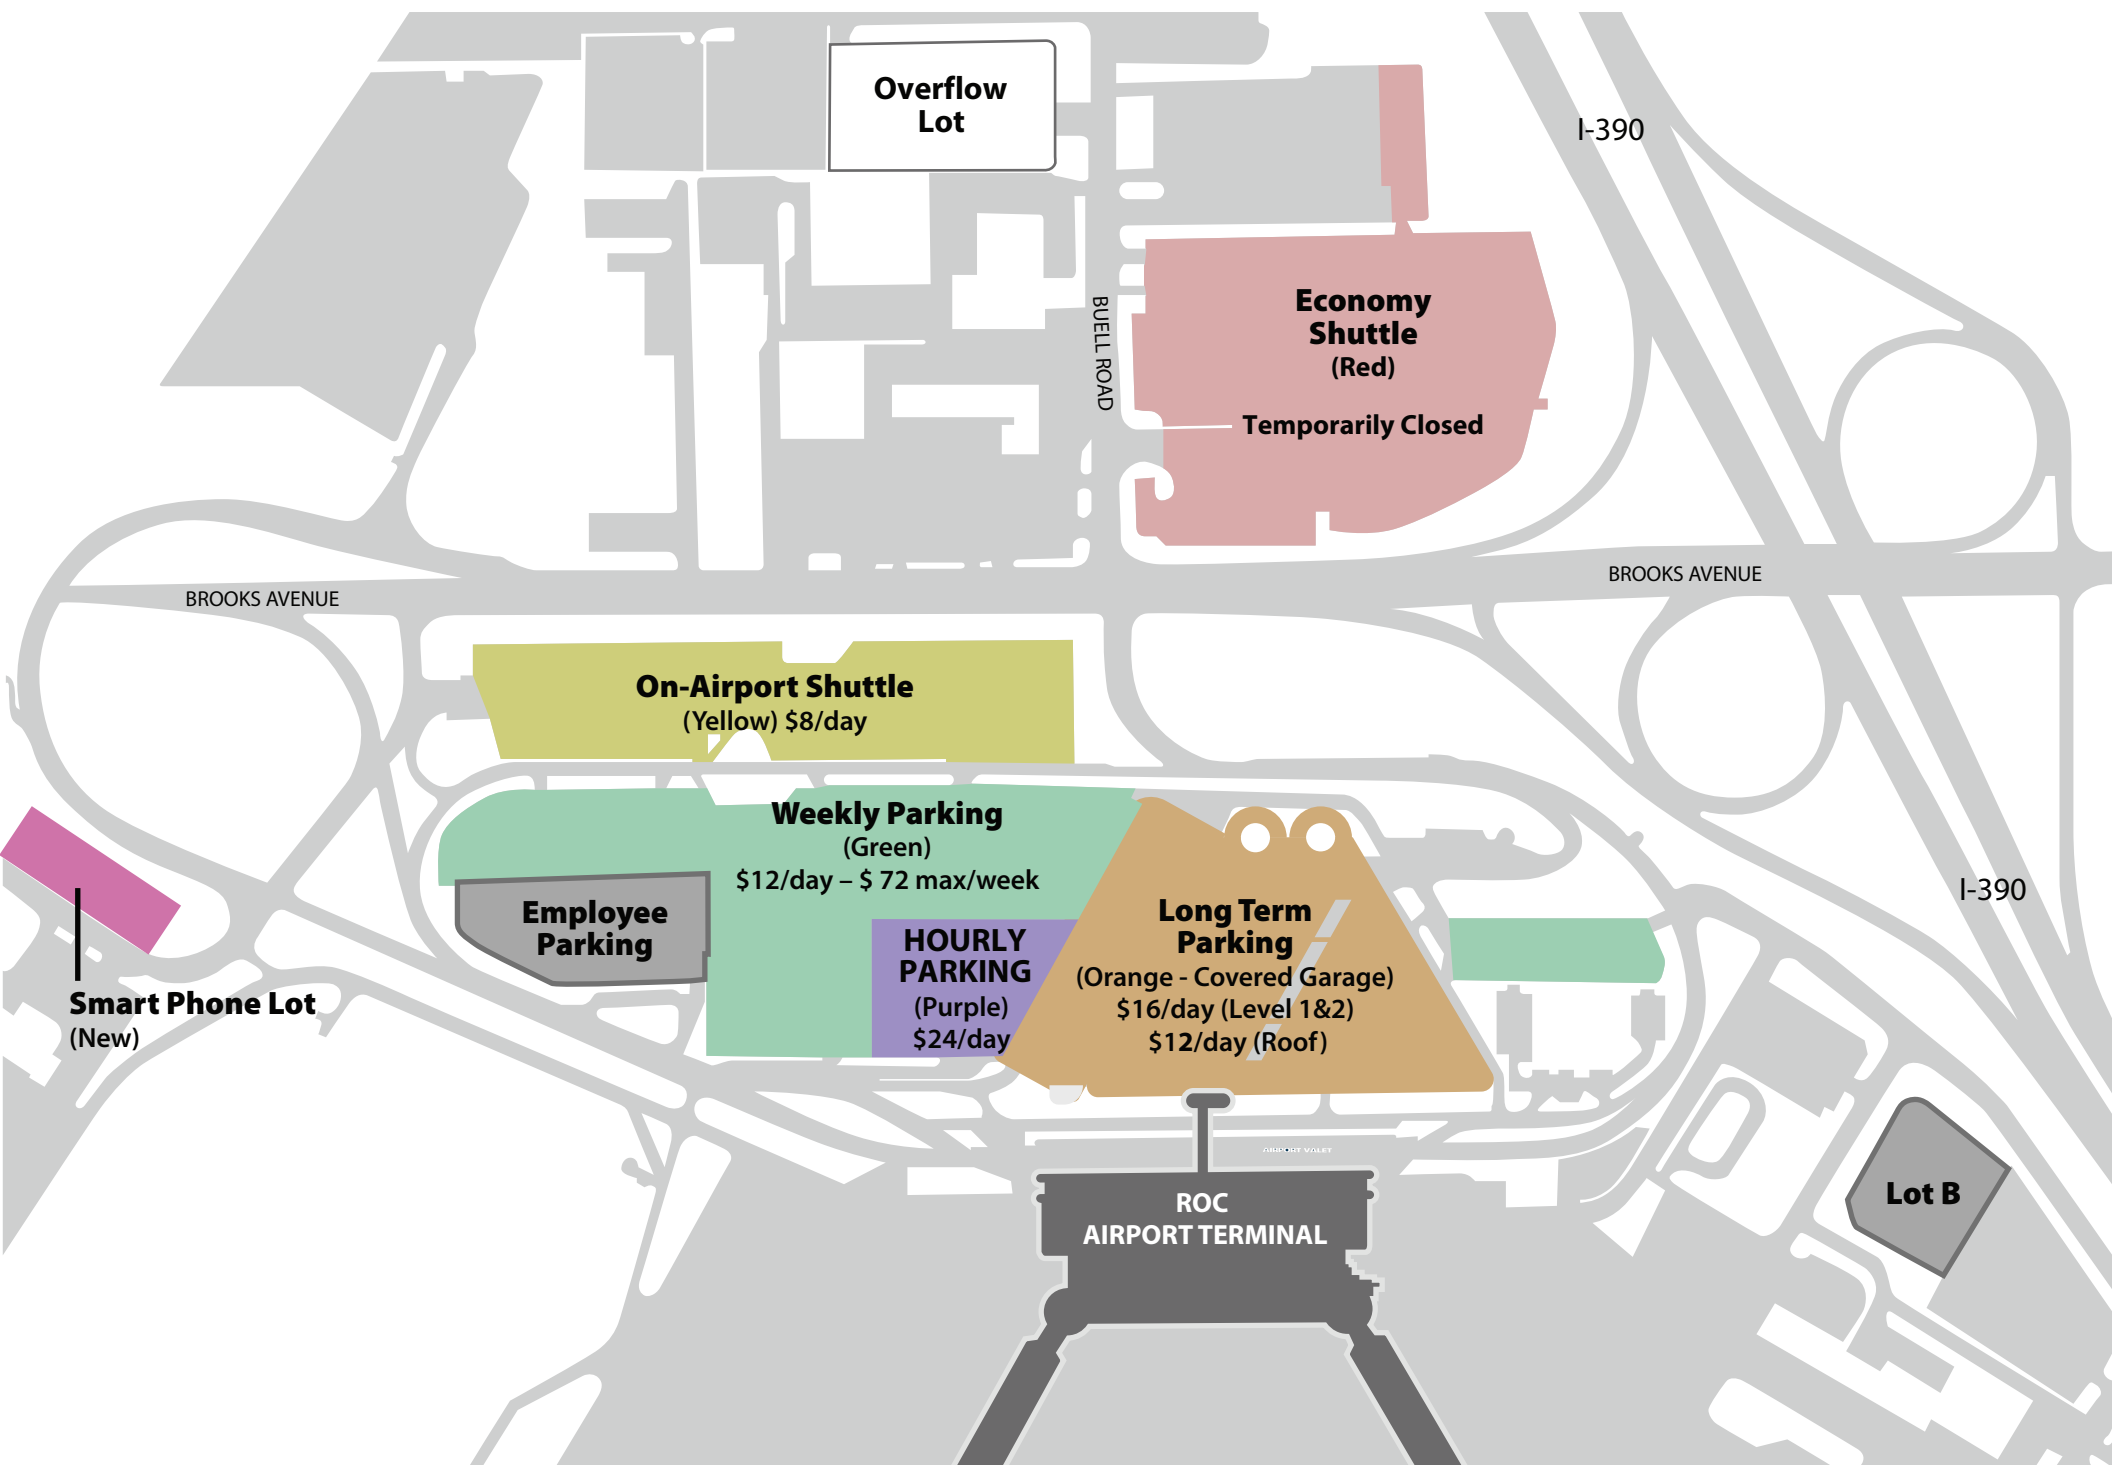 Overflow
Lot
I-390
Economy
Shuttle
(Red)
Temporarily Closed
BUELL ROAD
BROOKS AVENUE
BROOKS AVENUE
On-Airport Shuttle
(Yellow) $8/day
Weekly Parking
(Green)
$12/day – $ 72 max/week
Employee
Parking
HOURLY
PARKING
(Purple)
$24/day
Long Term
Parking
(Orange - Covered Garage)
$16/day (Level 1&2)
$12/day (Roof)
I-390
Smart Phone Lot
(New)
AIRPORT VALET
ROC
AIRPORT TERMINAL
Lot B